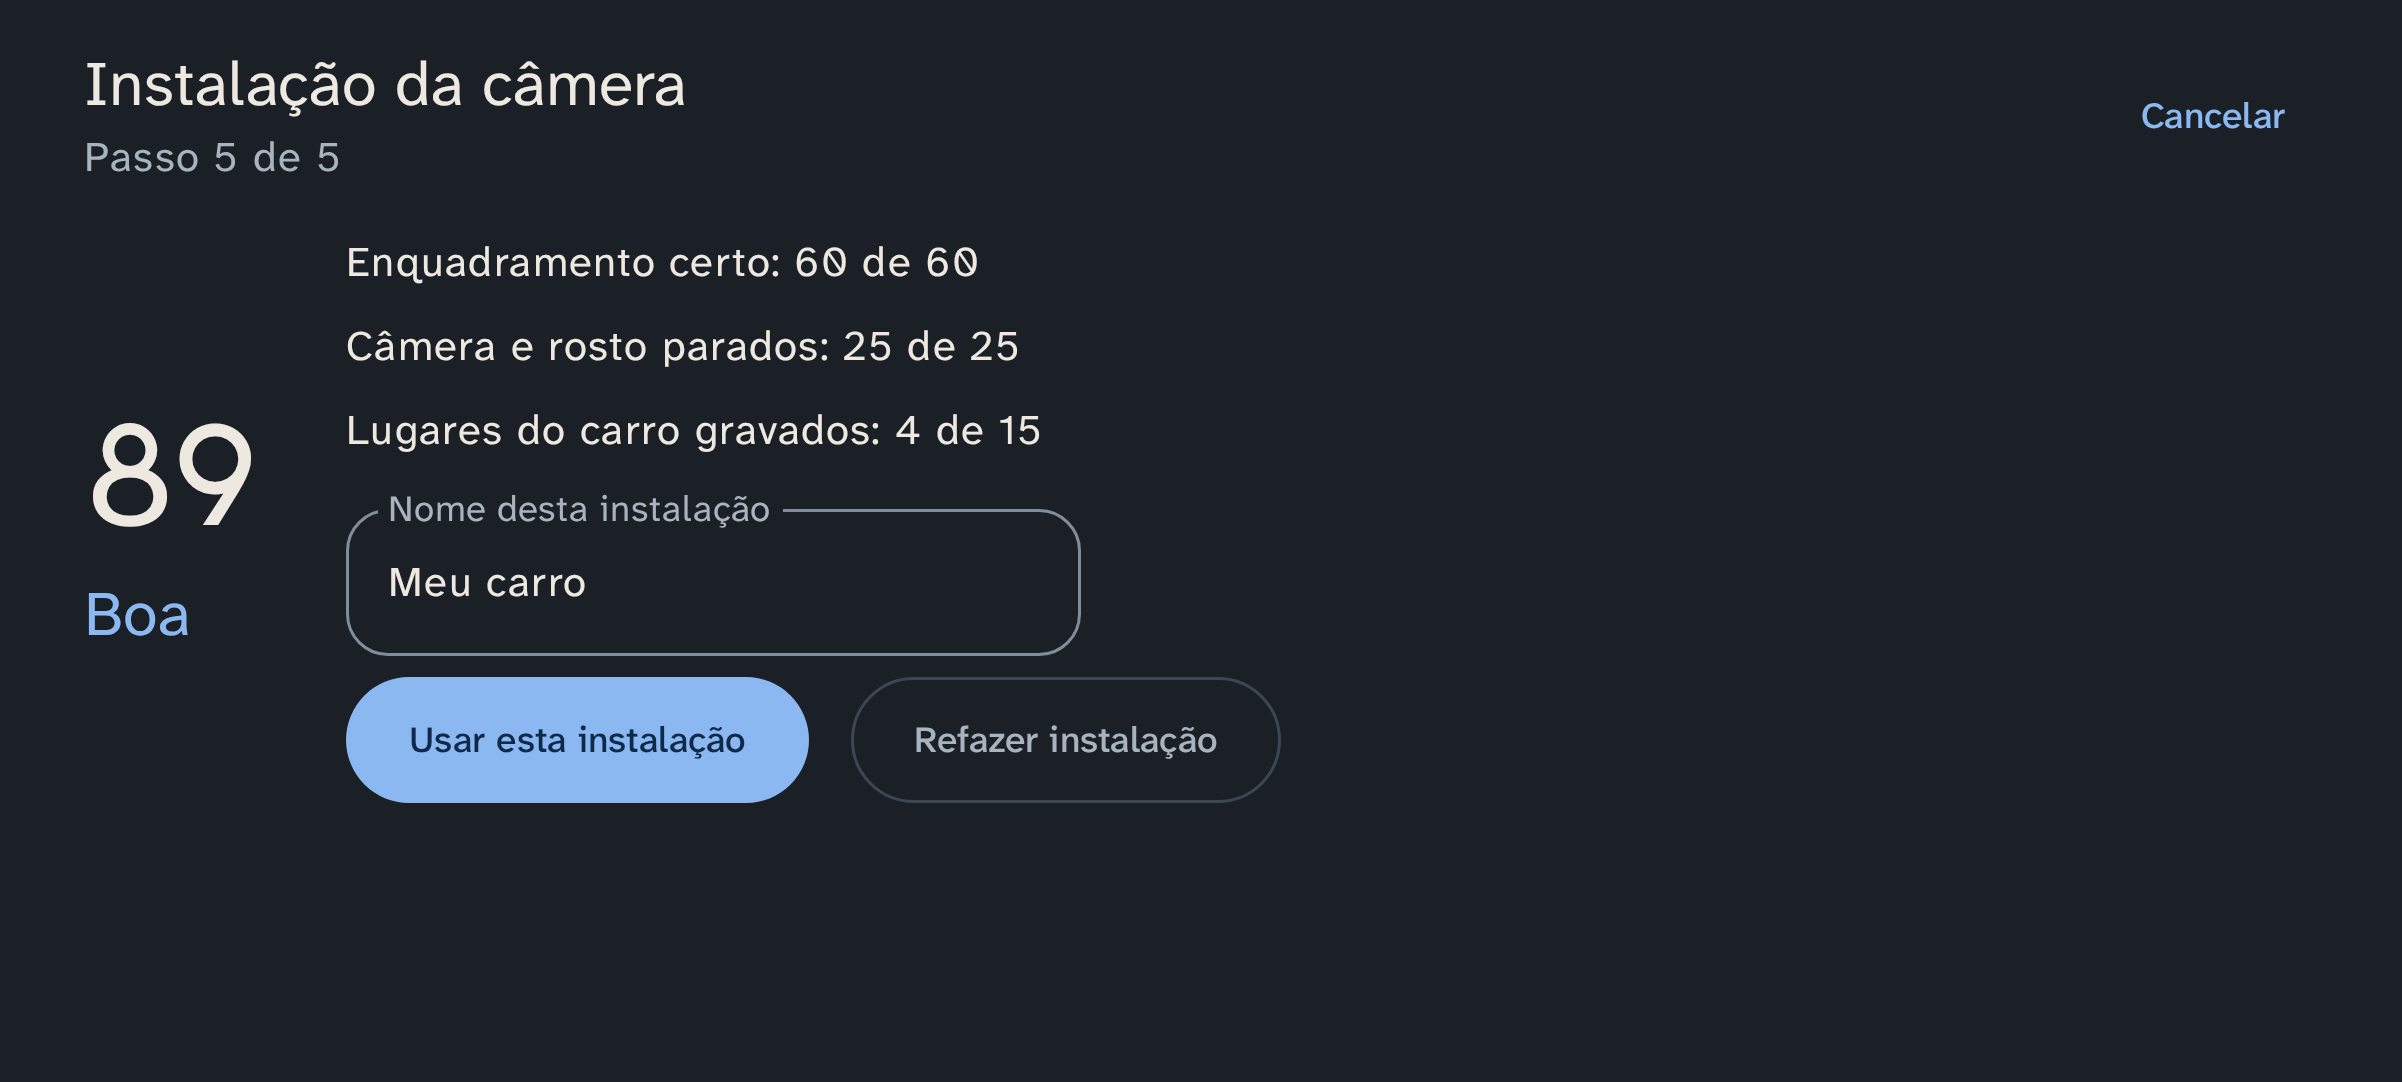 Instalação da câmera
Passo 5 de 5
Cancelar
Enquadramento certo: 60 de 60
Câmera e rosto parados: 25 de 25
Lugares do carro gravados: 4 de 15
89
Boa
Nome desta instalação
Meu carro
Usar esta instalação
Refazer instalação